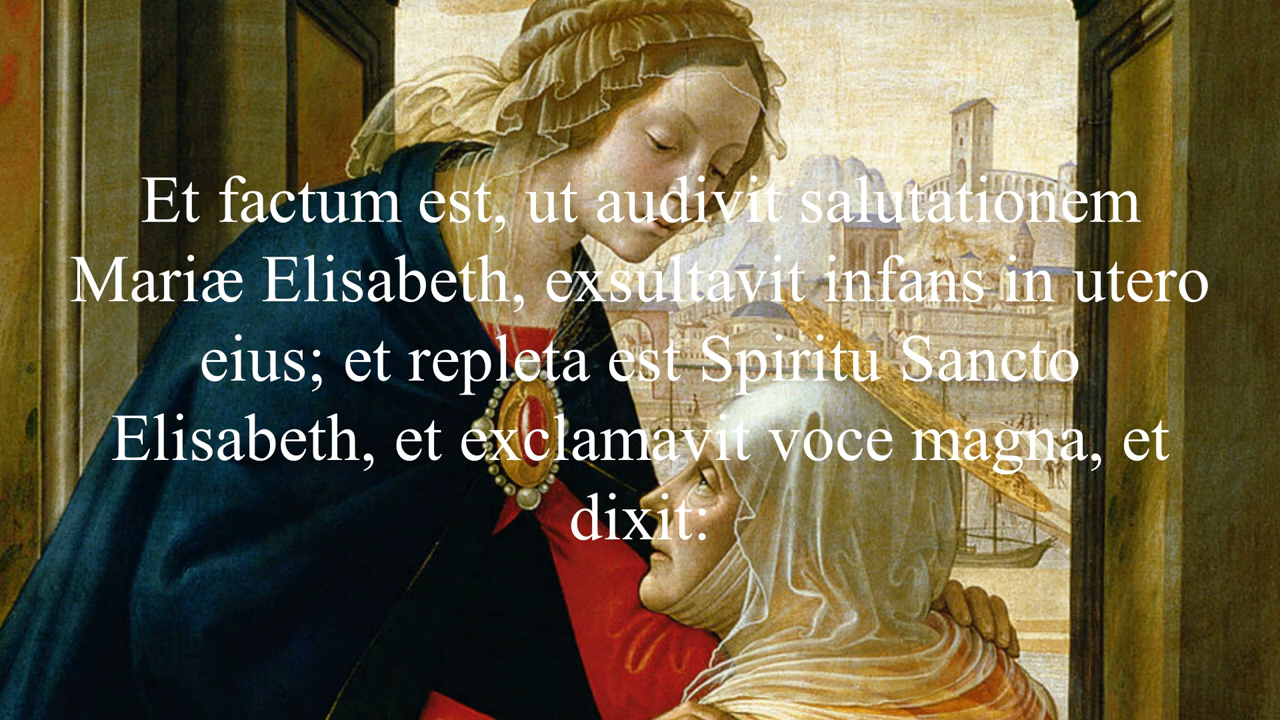 Et factum est, ut audivit salutationem
Mariæ Elisabeth, exsultavit infans in utero
eius; et repleta est Spiritu Sancto
Elisabeth, et exclamavit voce magna, et
dixit: